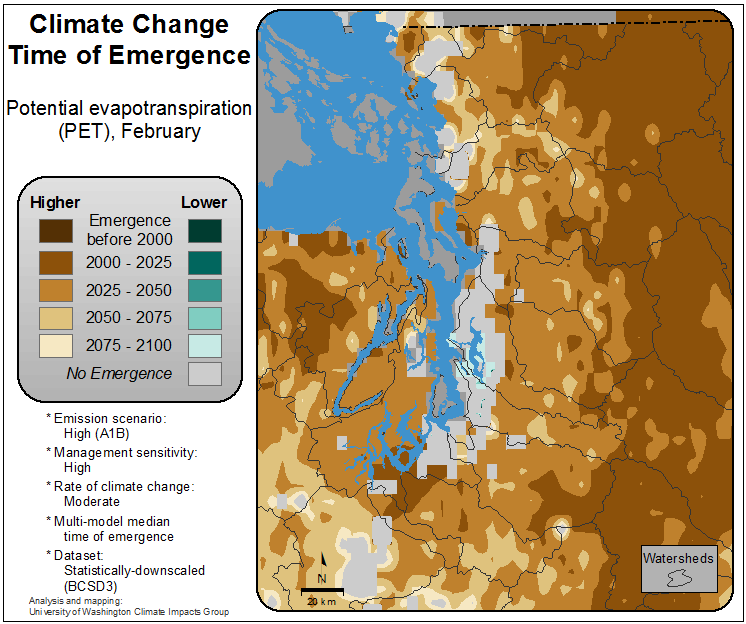 Climate Change
Time of Emergence
Potential evapotranspiration
(PET), February
Higher Lower
Emergence
before 2000
2000 - 2025
2025 - 2050
2050 - 2075
2075 - 2100
No Emergence
* Emission scenario:
High (A1B)
* Management sensitivity:
High
* Rate of climate change:
Moderate
* Multi-model median
time of emergence
* Dataset:
Statistically-downscaled
(BCSD3)
Analysis and mapping:
University of Washington Climate Impacts Group
N
20 km
Watersheds